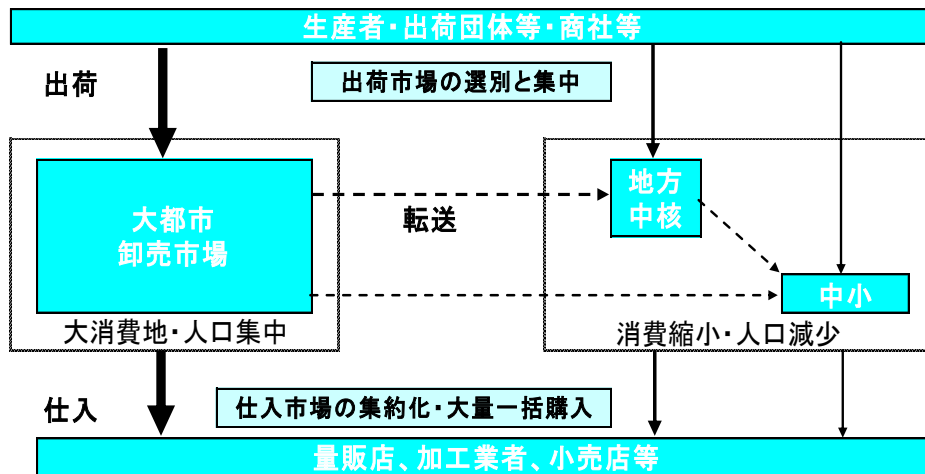 生産者・出荷団体等・商社等
出荷
出荷市場の選別と集中
大都市
卸売市場
転送
地方
中核
中小
大消費地・人口集中
消費縮小・人口減少
仕入
仕入市場の集約化・大量一括購入
量販店、加工業者、小売店等